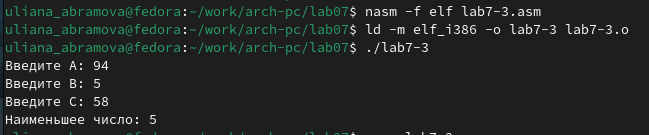 uliana_abramova@fedora:~/work/arch-pc/lab07$ nasm -f elf lab7-3.asm
uliana_abramova@fedora:~/work/arch-pc/lab07$ ld -m elf_i386 -o lab7-3 lab7-3.o
uliana_abramova@fedora:~/work/arch-pc/lab07$ ./lab7-3
Введите A: 94
Введите B: 5
Введите C: 58
Наименьшее число: 5